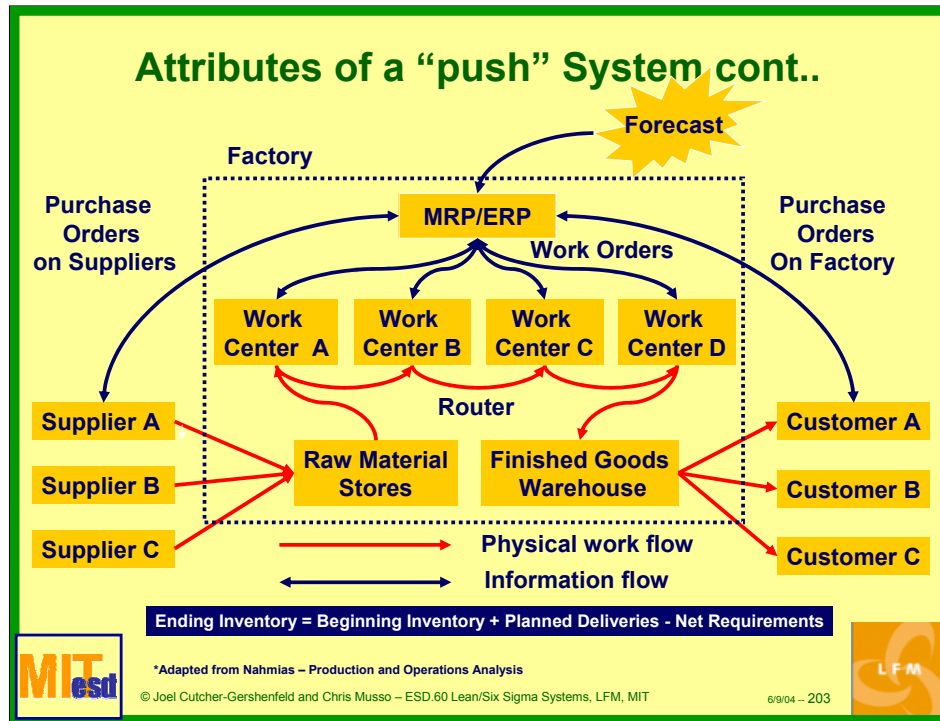 Attributes of a “push” System cont..
Forecast
Factory
Purchase
Orders
on Suppliers
MRP/ERP
Purchase
Orders
On Factory
Work Orders
Work
Center A
Work
Center B
Work
Center C
Work
Center D
Router
Supplier A
Supplier B
Supplier C
Raw Material
Stores
Finished Goods
Warehouse
Customer A
Customer B
Customer C
Physical work flow
Information flow
Ending Inventory = Beginning Inventory + Planned Deliveries - Net Requirements
MIT esd
*Adapted from Nahmias – Production and Operations Analysis
© Joel Cutcher-Gershenfeld and Chris Musso – ESD.60 Lean/Six Sigma Systems, LFM, MIT
6/9/04 -- 203
LFM